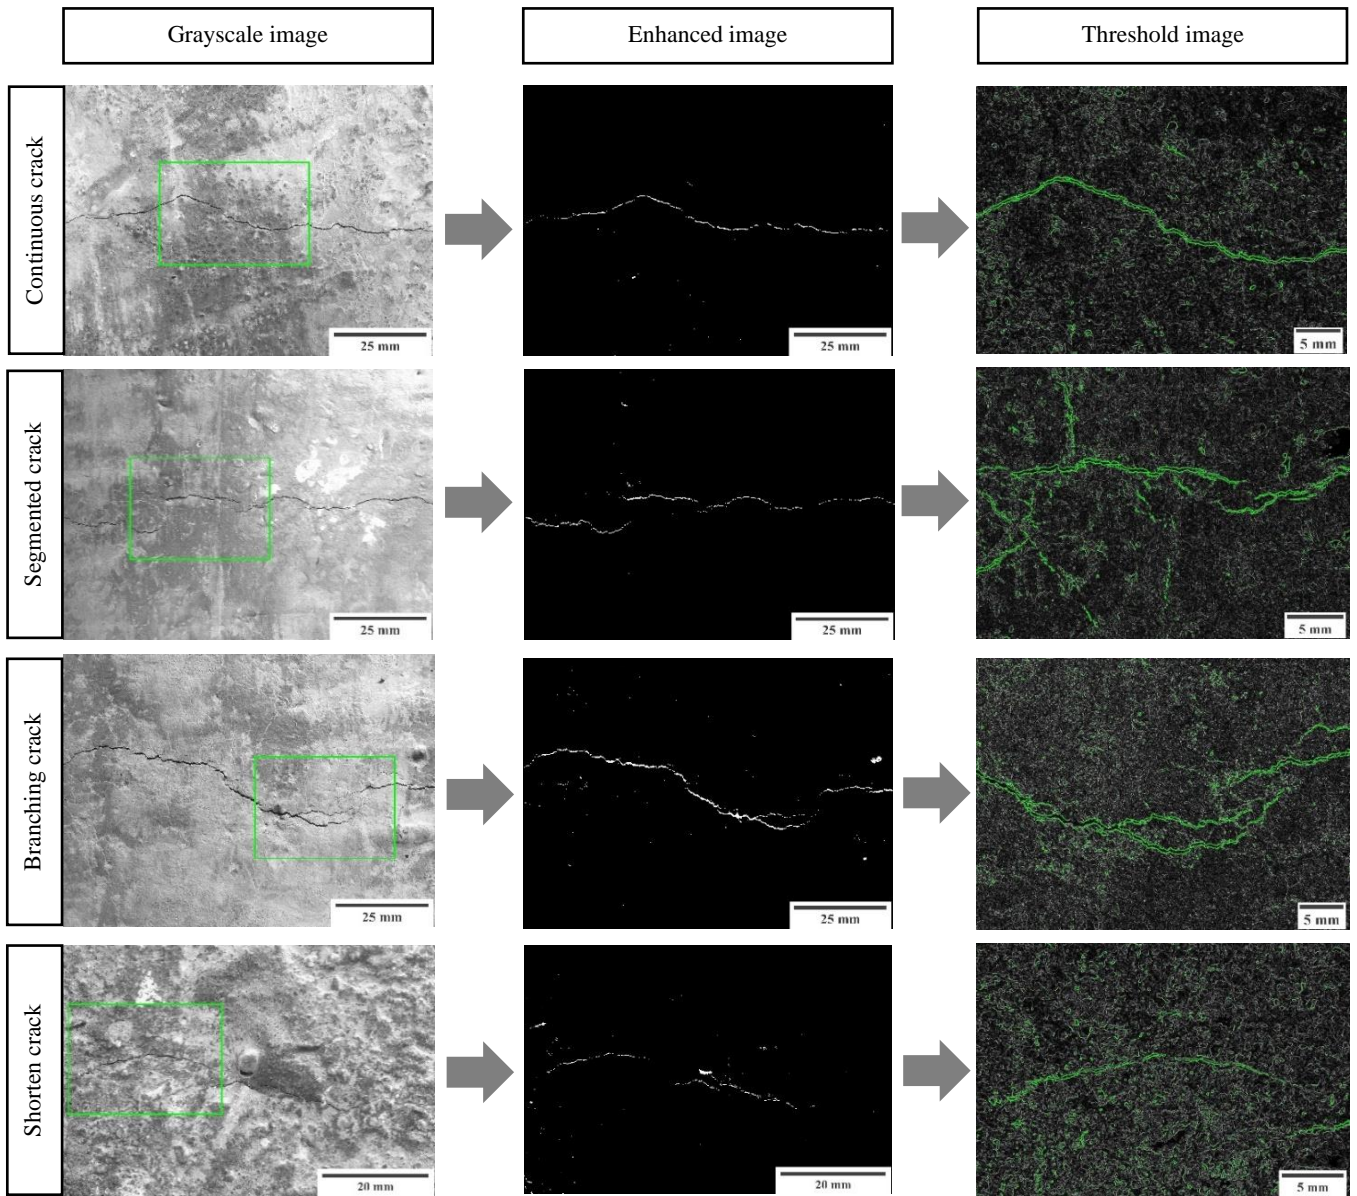 Grayscale image
Enhanced image
Threshold image
Continuous crack
25 mm
25 mm
5 mm
Segmented crack
25 mm
25 mm
5 mm
Branching crack
25 mm
25 mm
5 mm
Shorten crack
20 mm
20 mm
5 mm